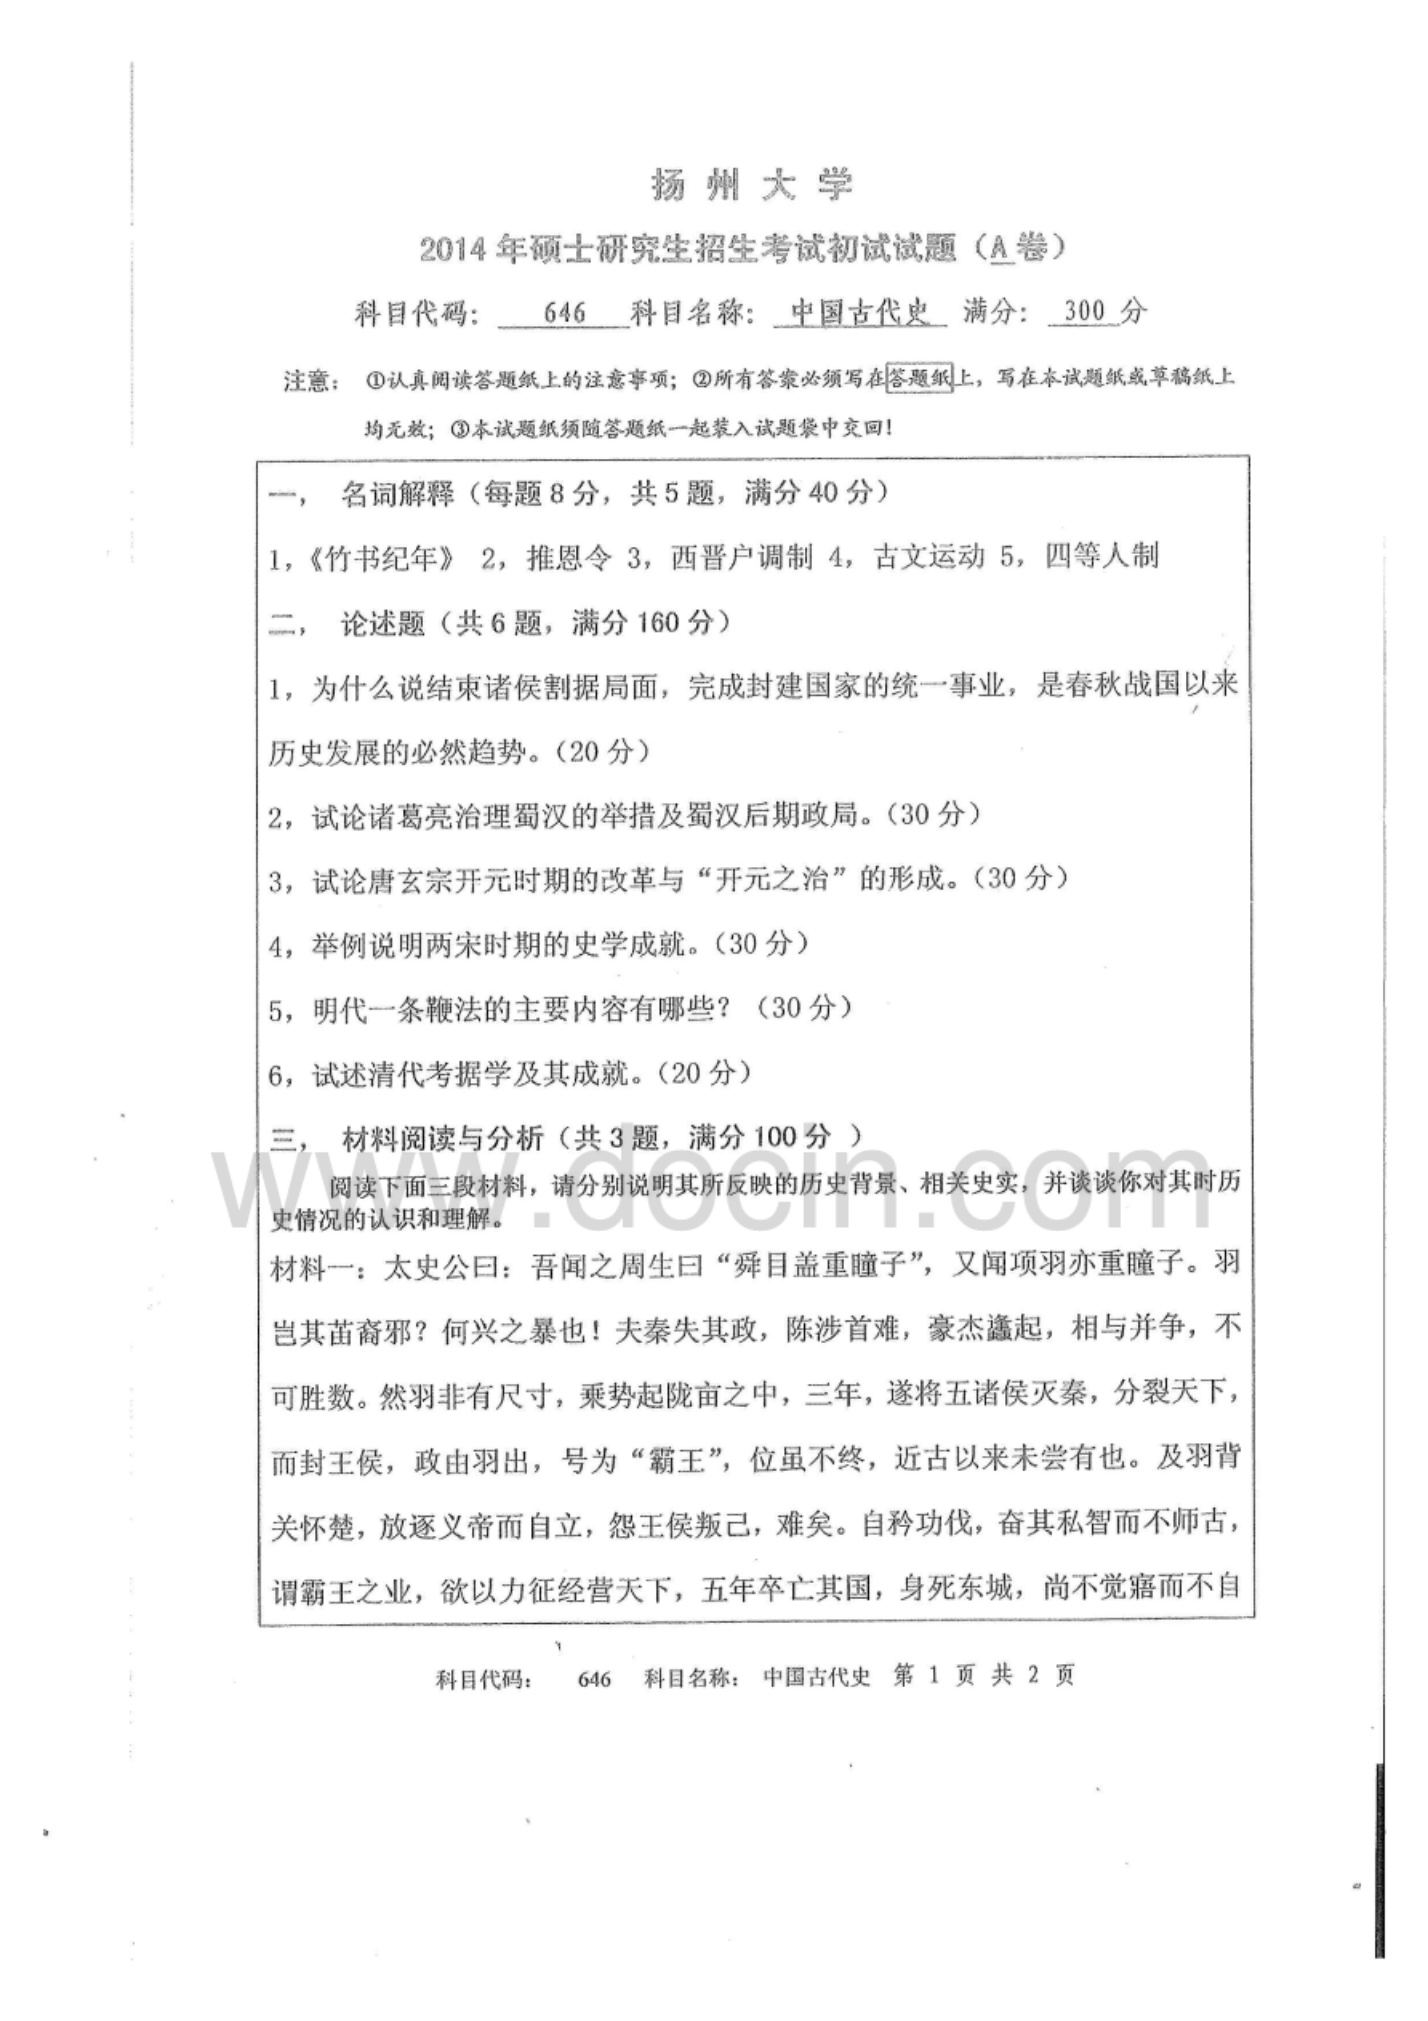 扬州大学
2014年硕士研究生招生考试初试试题（A卷）
科目代码： 646 科目名称： 中国古代史 满分： 300 分
注意： ①认真阅读答题纸上的注意事项；②所有答案必须写在答题纸上，写在本试题纸或草稿纸上
均无效；③本试题纸须随答题纸一起装入试题袋中交回！
一， 名词解释（每题8分，共5题，满分40分）
1，《竹书纪年》 2，推恩令 3，西晋户调制 4，古文运动 5，四等人制
二， 论述题（共6题，满分160分）
1，为什么说结束诸侯割据局面，完成封建国家的统一事业，是春秋战国以来
历史发展的必然趋势。（20分）
2，试论诸葛亮治理蜀汉的举措及蜀汉后期政局。（30分）
3，试论唐玄宗开元时期的改革与“开元之治”的形成。（30分）
4，举例说明两宋时期的史学成就。（30分）
5，明代一条鞭法的主要内容有哪些？（30分）
6，试述清代考据学及其成就。（20分）
三， 材料阅读与分析（共3题，满分100分 ）
www.docin.com
阅读下面三段材料，请分别说明其所反映的历史背景、相关史实，并谈谈你对其时历
史情况的认识和理解。
材料一：太史公曰：吾闻之周生曰“舜目盖重瞳子”，又闻项羽亦重瞳子。羽
岂其苗裔邪？何兴之暴也！夫秦失其政，陈涉首难，豪杰蠭起，相与并争，不
可胜数。然羽非有尺寸，乘势起陇亩之中，三年，遂将五诸侯灭秦，分裂天下，
而封王侯，政由羽出，号为“霸王”，位虽不终，近古以来未尝有也。及羽背
关怀楚，放逐义帝而自立，怨王侯叛己，难矣。自矜功伐，奋其私智而不师古，
谓霸王之业，欲以力征经营天下，五年卒亡其国，身死东城，尚不觉寤而不自
科目代码： 646 科目名称： 中国古代史 第 1 页 共 2 页